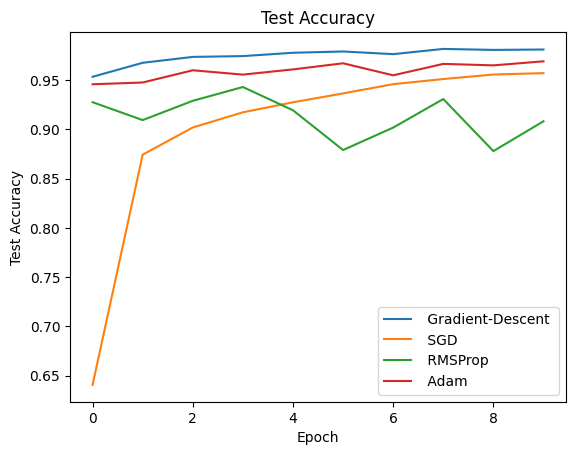 Test Accuracy
Test Accuracy
0.95
0.90
0.85
0.80
0.75
0.70
0.65
Gradient-Descent
SGD
RMSProp
Adam
0 2 4 6 8
Epoch